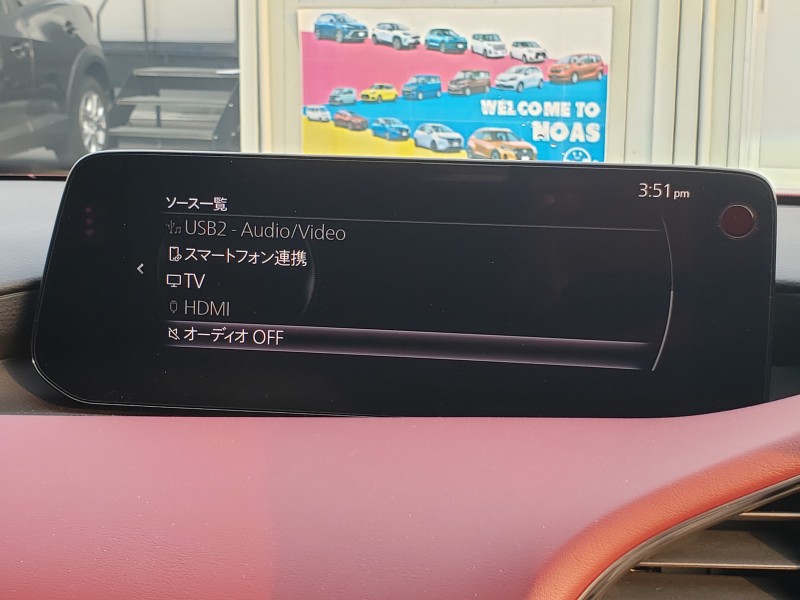 WELCOME TO
NOAS
3:51pm
ソース一覧
USB2 - Audio/Video
スマートフォン連携
TV
HDMI
オーディオ OFF